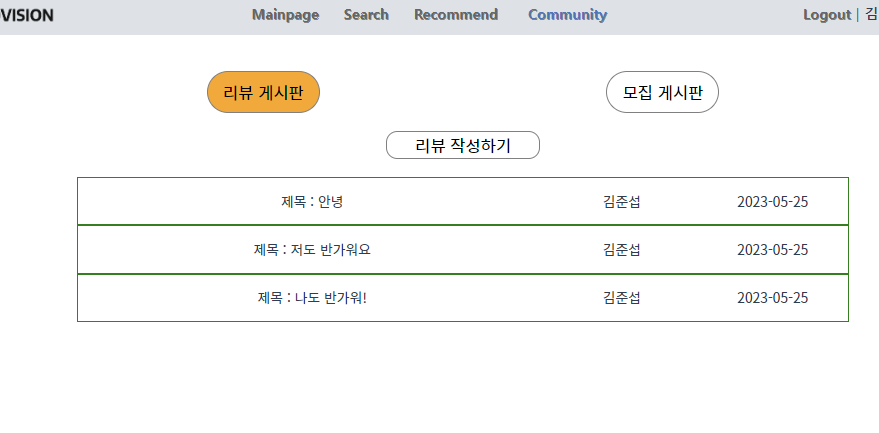 VISION Mainpage Search Recommend Community Logout | 김
리뷰 게시판 모집 게시판
리뷰 작성하기
제목 : 안녕 김준섭 2023-05-25
제목 : 저도 반가워요 김준섭 2023-05-25
제목 : 나도 반가워! 김준섭 2023-05-25